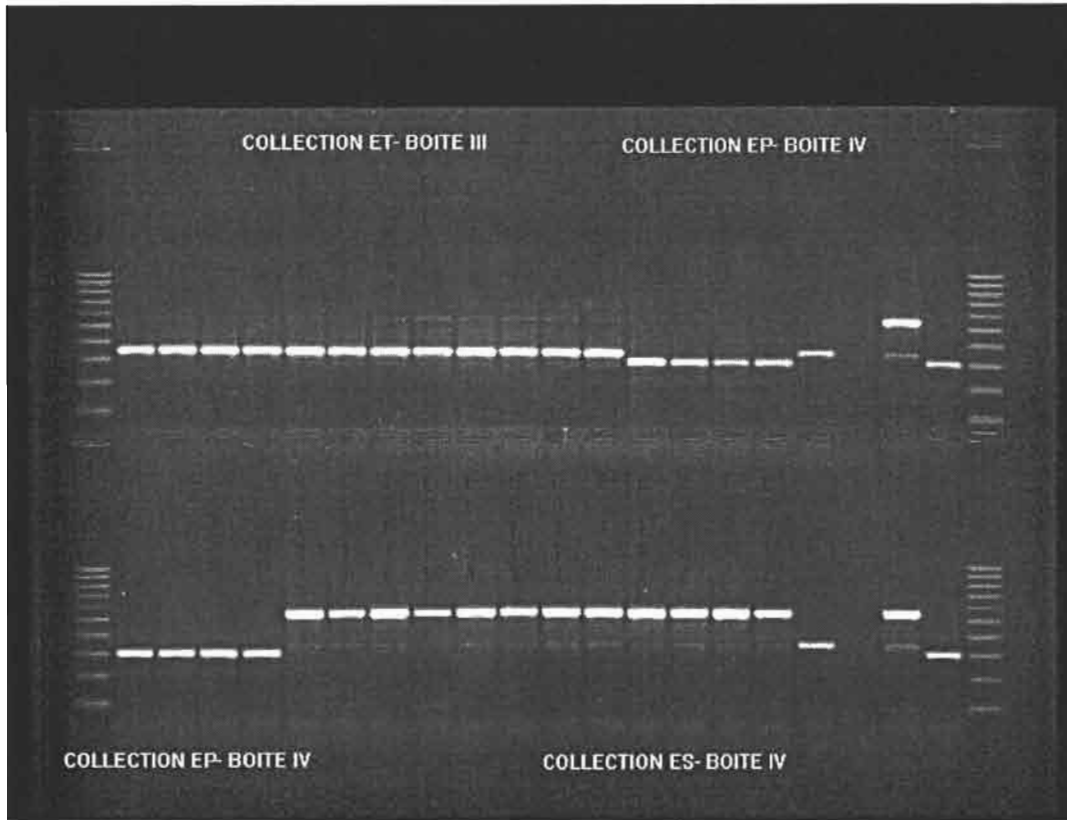 COLLECTION ET- BOITE III
COLLECTION EP- BOITE IV
COLLECTION EP- BOITE IV
COLLECTION ES- BOITE IV